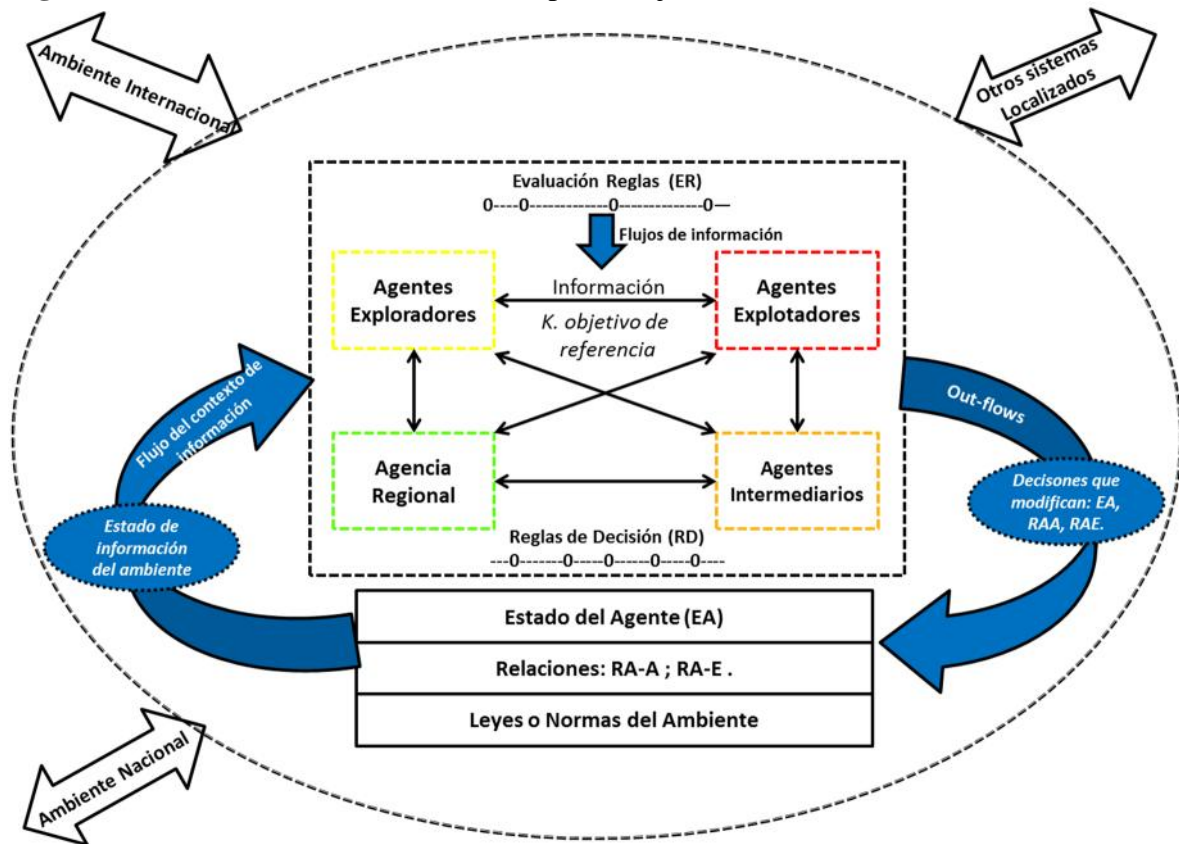 Ambiente Internacional
Otros sistemas
Localizados
Evaluación Reglas (ER)
0----0-------------0--------------0—
Flujos de información
Agentes
Exploradores
Información
K. objetivo de
referencia
Agentes
Explotadores
Flujo del contexto de
información
Out-flows
Agencia
Regional
Agentes
Intermediarios
Estado de
información
del ambiente
Decisones que
modifican: EA,
RAA, RAE.
Reglas de Decisión (RD)
---0-------0------0------0-----0----
Estado del Agente (EA)
Relaciones: RA-A ; RA-E .
Leyes o Normas del Ambiente
Ambiente Nacional